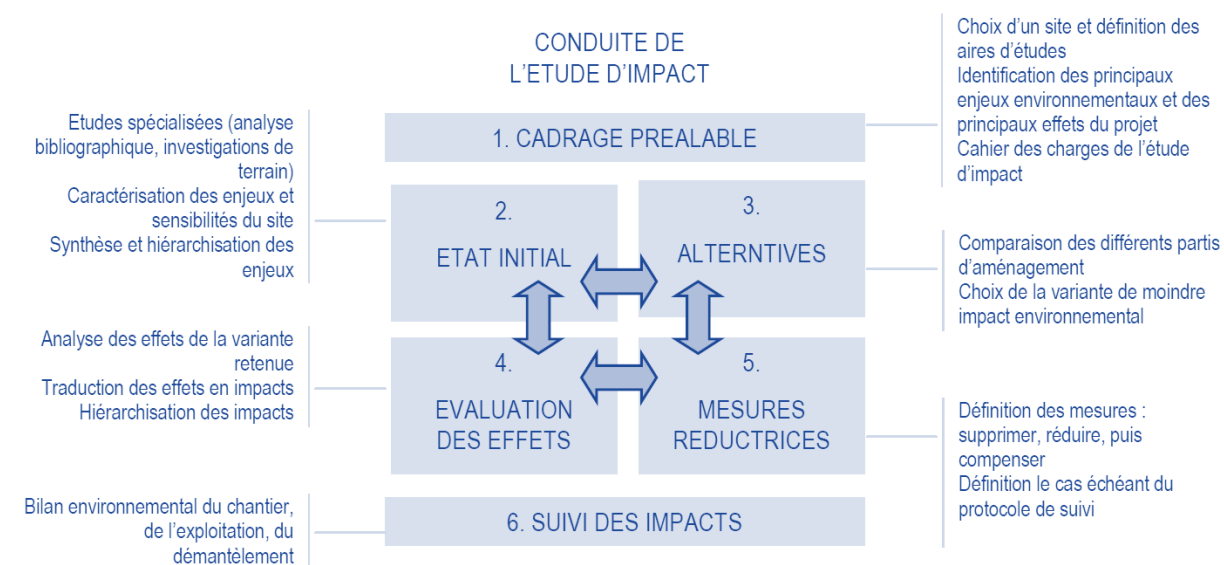 CONDUITE DE
L'ETUDE D'IMPACT
1. CADRAGE PREALABLE
Choix d'un site et définition des
aires d'études
Identification des principaux
enjeux environnementaux et des
principaux effets du projet
Cahier des charges de l'étude
d'impact
Etudes spécialisées (analyse
bibliographique, investigations de
terrain)
Caractérisation des enjeux et
sensibilités du site
Synthèse et hiérarchisation des
enjeux
2.
ETAT INITIAL
3.
ALTERNTIVES
Comparaison des différents partis
d'aménagement
Choix de la variante de moindre
impact environnemental
Analyse des effets de la variante
retenue
Traduction des effets en impacts
Hiérarchisation des impacts
4.
EVALUATION
DES EFFETS
5.
MESURES
REDUCTRICES
Définition des mesures :
supprimer, réduire, puis
compenser
Définition le cas échéant du
protocole de suivi
Bilan environnemental du chantier,
de l'exploitation, du
démantèlement
6. SUIVI DES IMPACTS